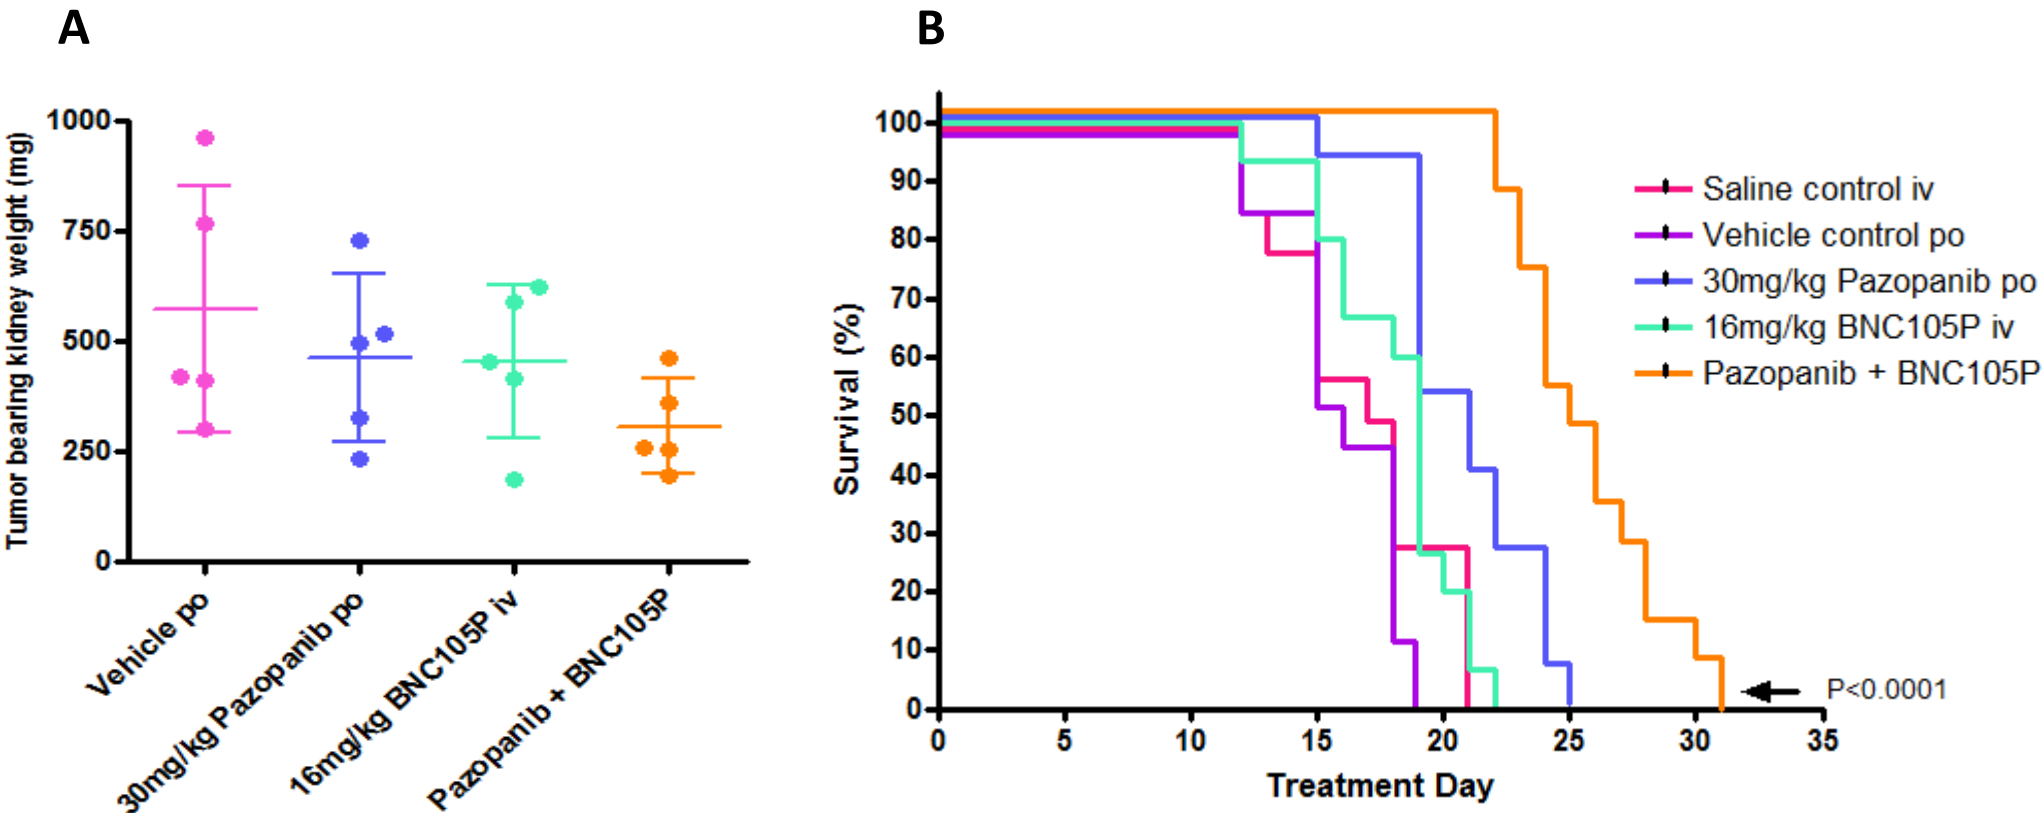 A
Tumor bearing kidney weight (mg)
1000
750
500
250
0
Vehicle po
30mg/kg Pazopanib po
16mg/kg BNC105P iv
Pazopanib + BNC105P
B
Survival (%)
100
90
80
70
60
50
40
30
20
10
0
0 5 10 15 20 25 30 35
Treatment Day
Saline control iv
Vehicle control po
30mg/kg Pazopanib po
16mg/kg BNC105P iv
Pazopanib + BNC105P
P<0.0001